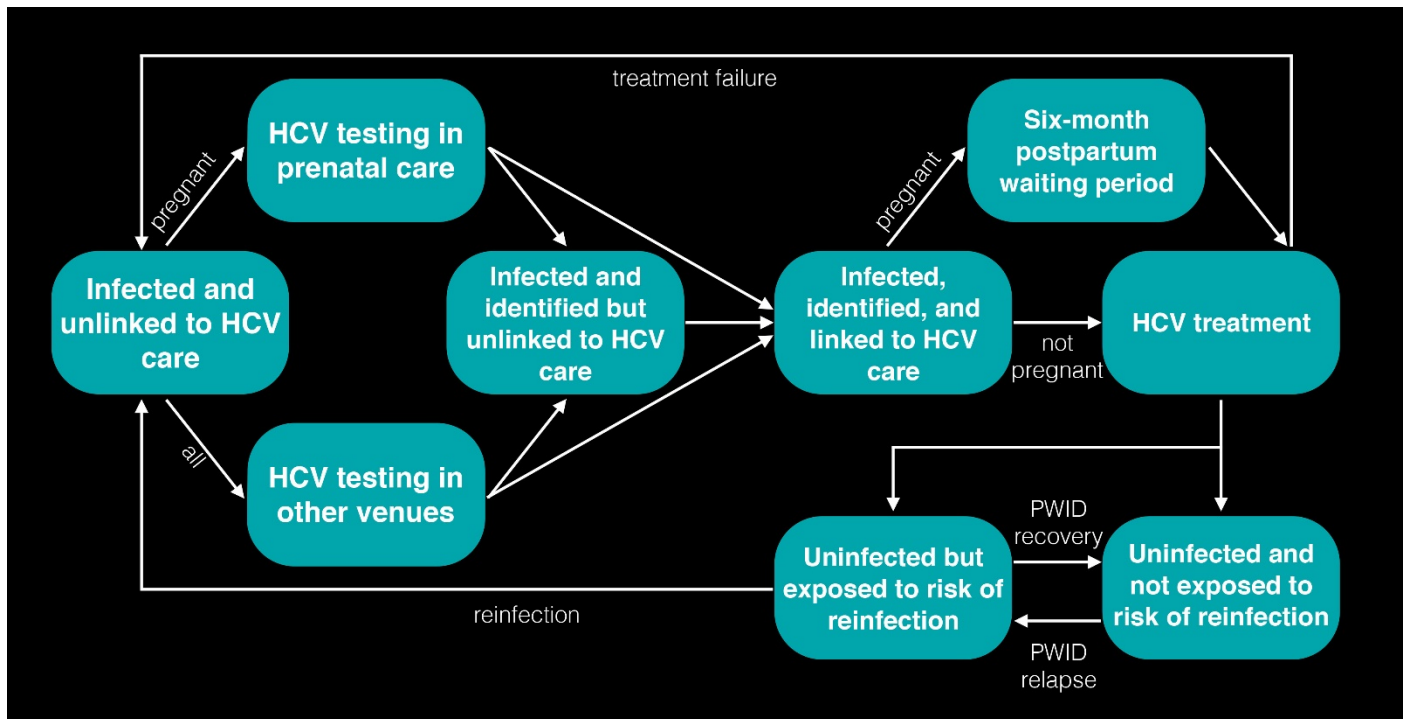 treatment failure
HCV testing in
prenatal care
Six-month
postpartum
waiting period
pregnant
pregnant
Infected and
unlinked to HCV
care
Infected and
identified but
unlinked to HCV
care
Infected,
identified, and
linked to HCV
care
not
pregnant
HCV treatment
all
HCV testing in
other venues
Uninfected but
exposed to risk of
reinfection
PWID
recovery
Uninfected and
not exposed to
risk of reinfection
reinfection
PWID
relapse